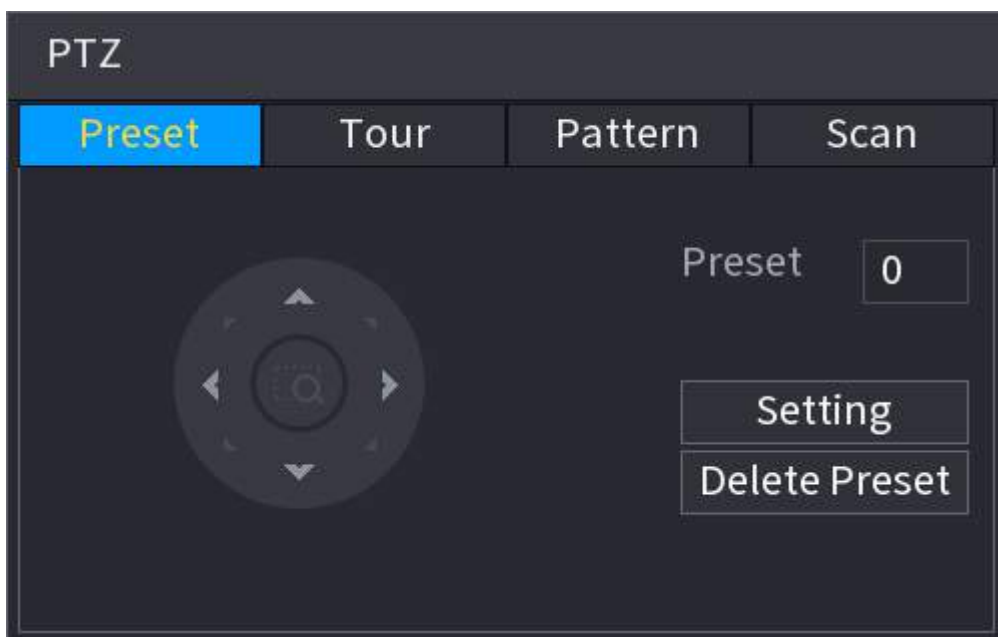 PTZ
Preset Tour Pattern Scan
Preset 0
Setting
Delete Preset